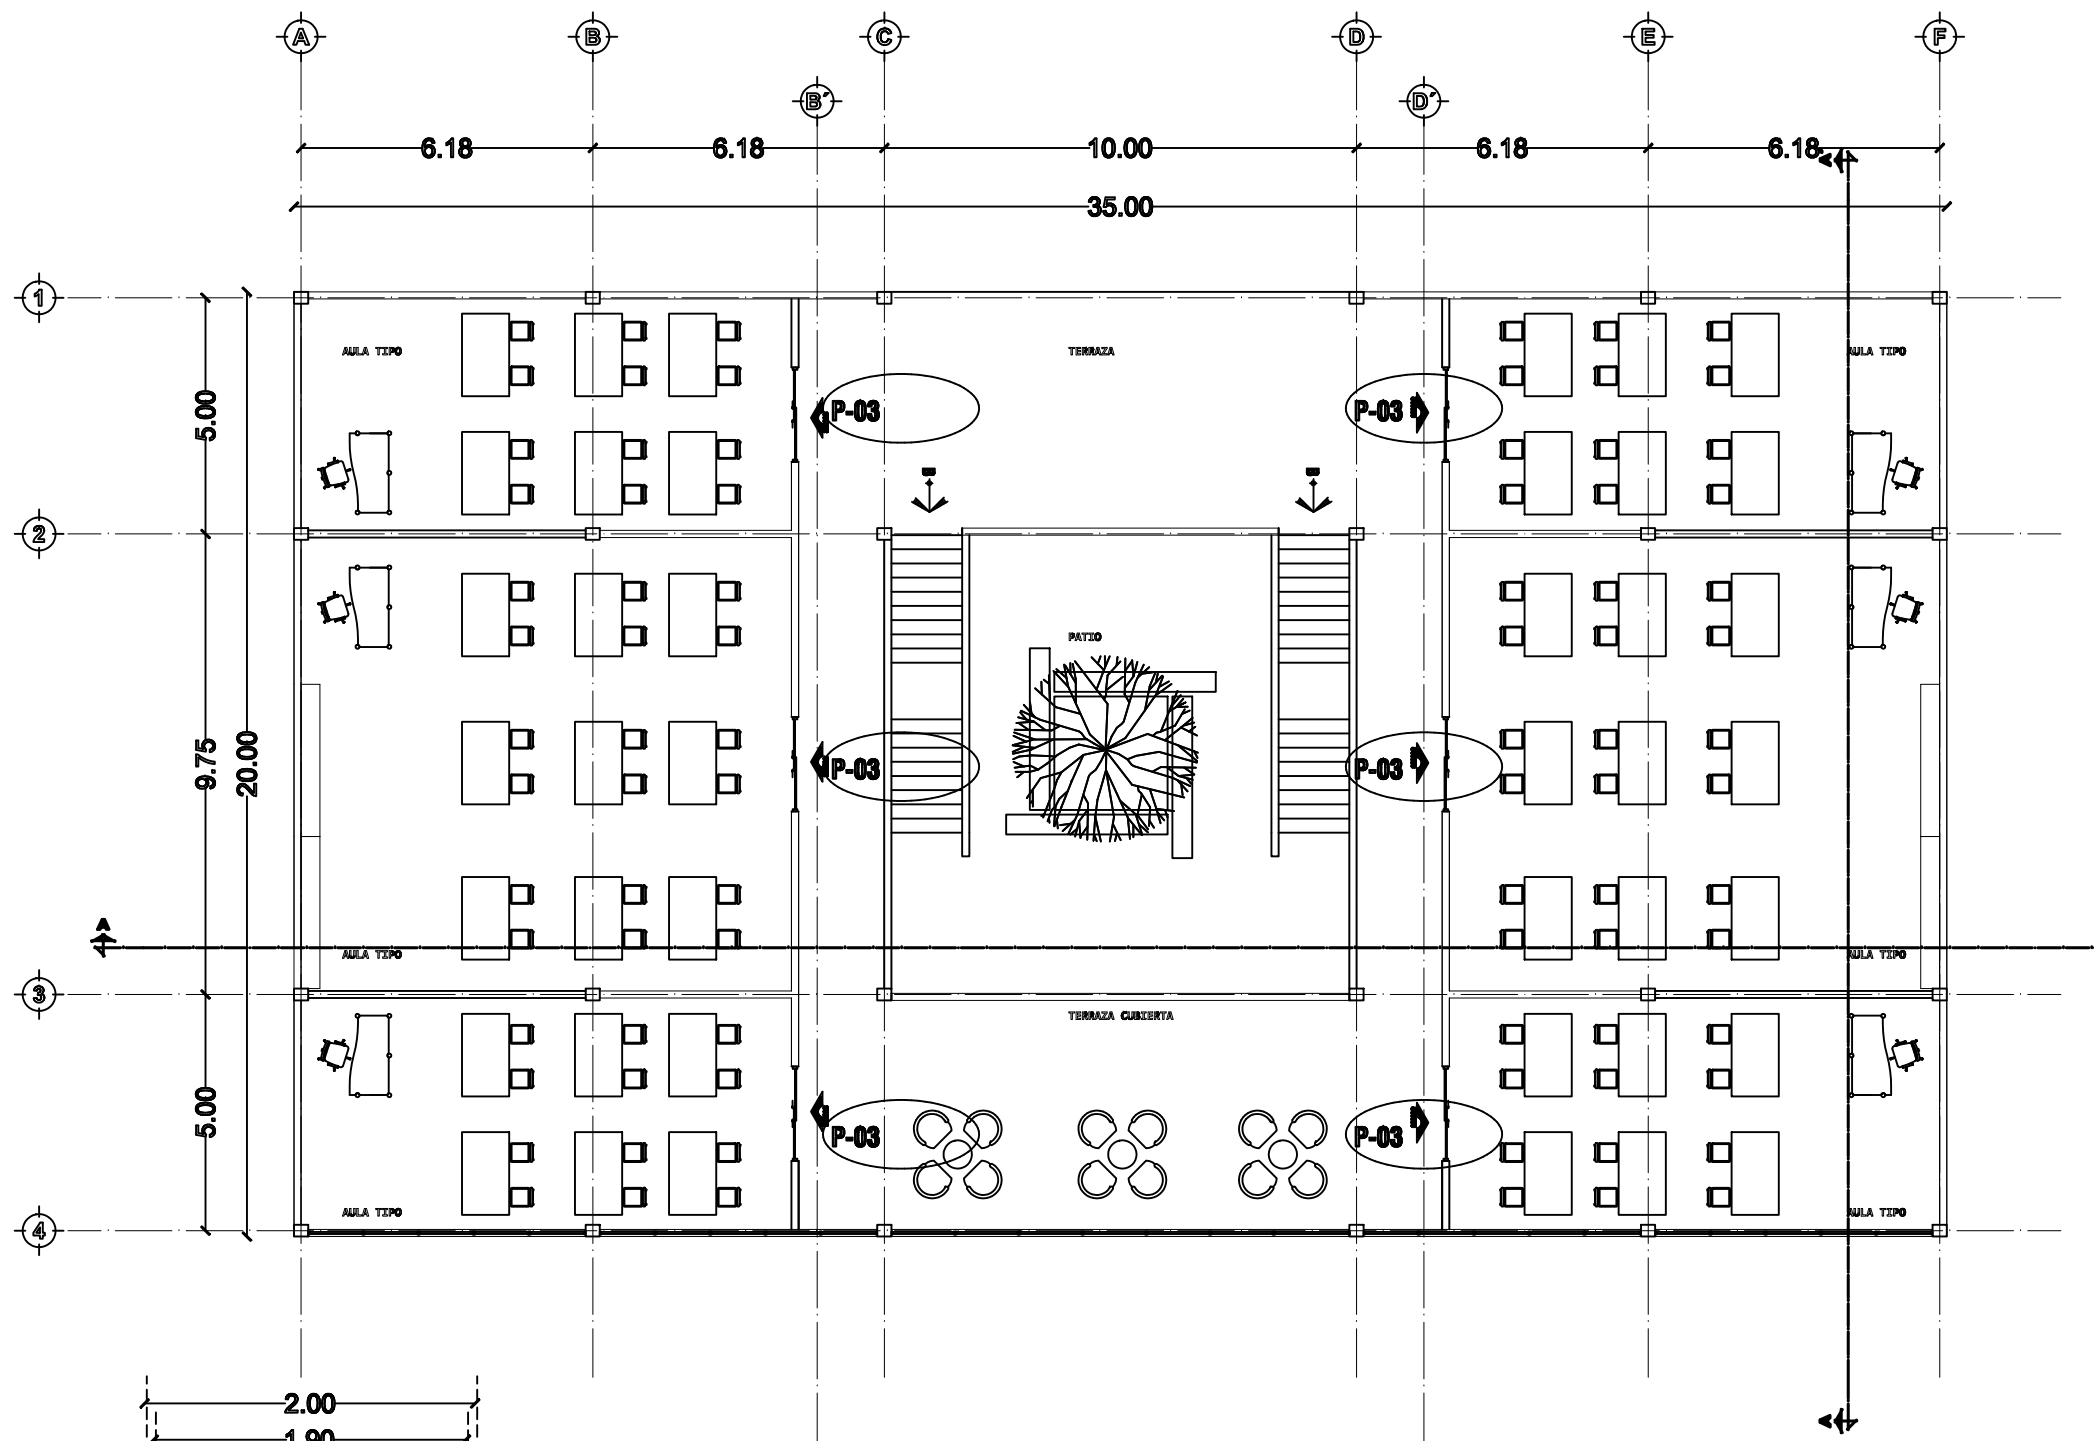 A B C D E F
B´ D´
6.18 6.18 10.00 6.18 6.18
A
35.00
1
AULA TIPO TERRAZA AULA TIPO
5.00
P-03 P-03
2
PATIO
9.75 20.00
P-03 P-03
A
AULA TIPO AULA TIPO
3
TERRAZA CUBIERTA
5.00
P-03 P-03
AULA TIPO AULA TIPO
4
2.00
A
1.90